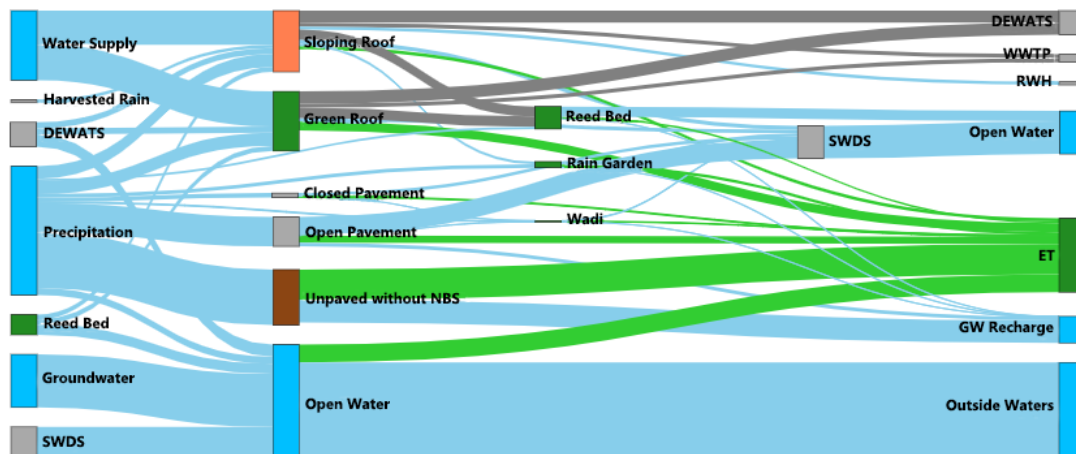 Water Supply
Harvested Rain
DEWATS
Precipitation
Reed Bed
Groundwater
SWDS
Sloping Roof
Green Roof
Closed Pavement
Open Pavement
Unpaved without NBS
Open Water
Reed Bed
Rain Garden
Wadi
SWDS
DEWATS
WWTP
RWH
Open Water
ET
GW Recharge
Outside Waters